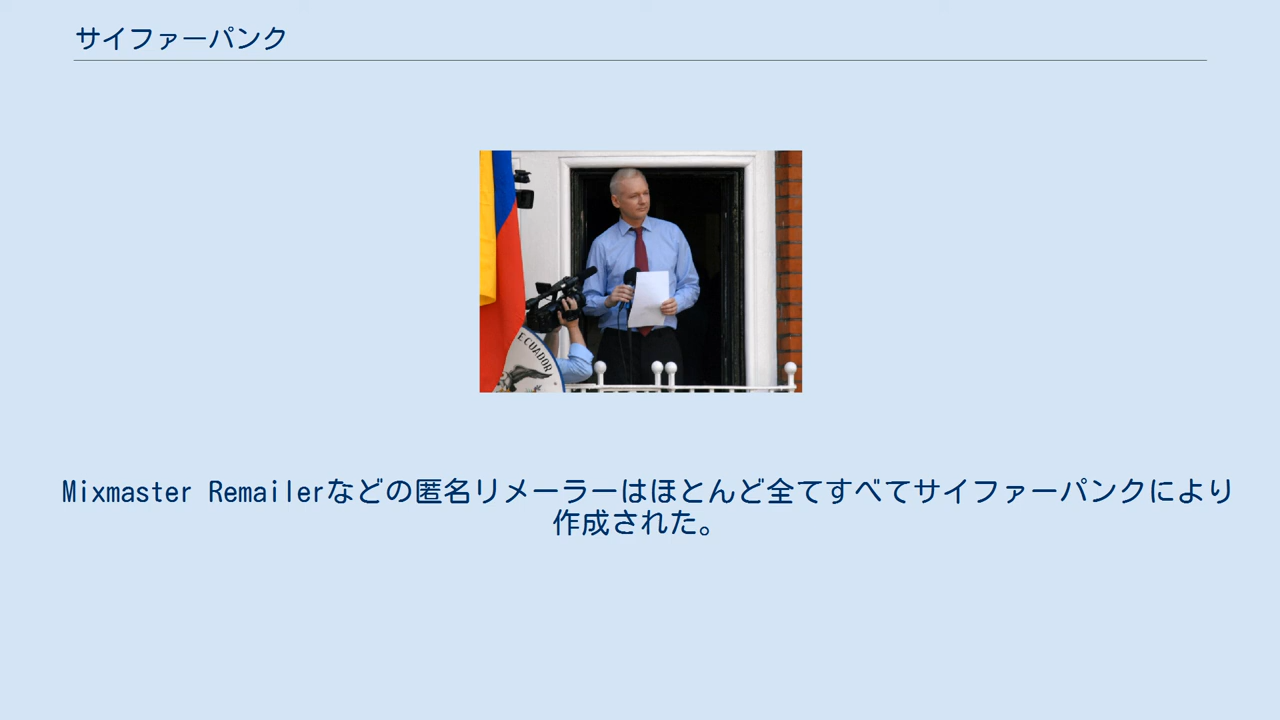 サイファーパンク
ECUADOR
Mixmaster Remailerなどの匿名リメーラーはほとんど全てすべてサイファーパンクにより
作成された。